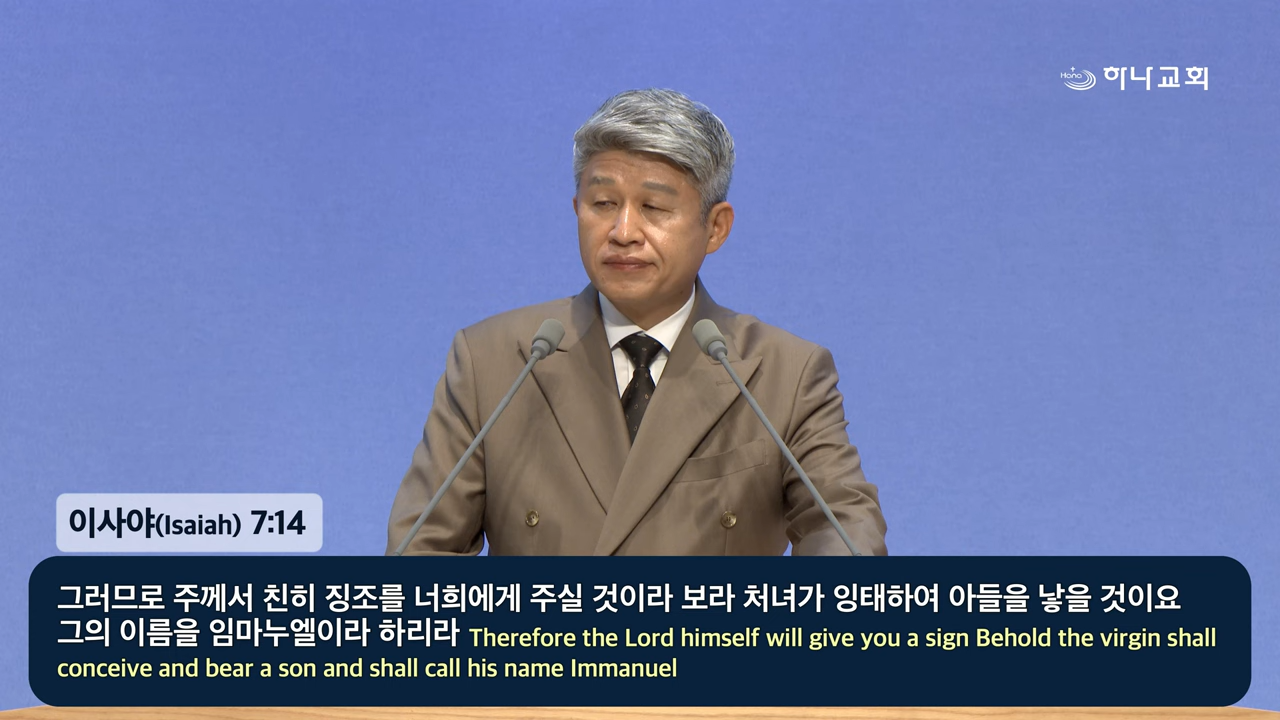 Hana 하나교회
이사야(Isaiah) 7:14
그러므로 주께서 친히 징조를 너희에게 주실 것이라 보라 처녀가 잉태하여 아들을 낳을 것이요
그의 이름을 임마누엘이라 하리라 Therefore the Lord himself will give you a sign Behold the virgin shall
conceive and bear a son and shall call his name Immanuel